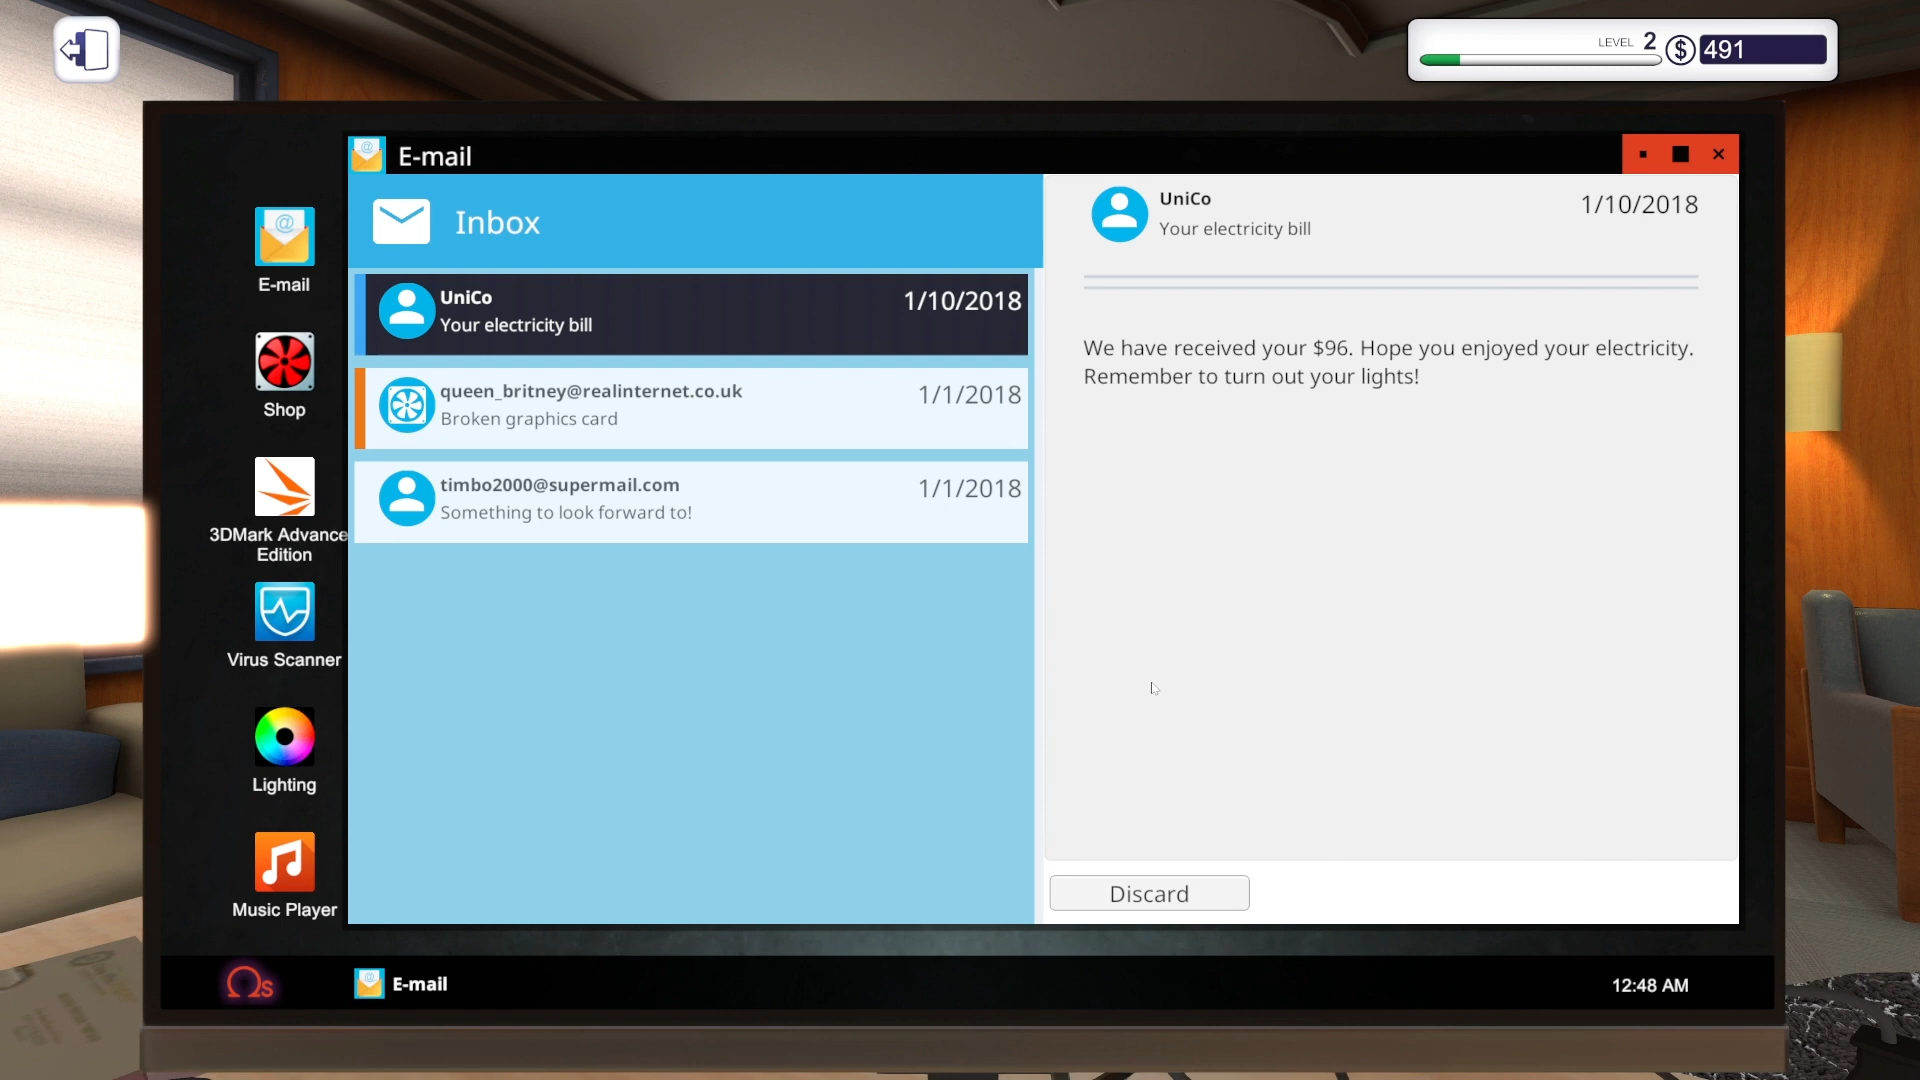 LEVEL 2 $ 491
E-mail
Inbox
UniCo
Your electricity bill
1/10/2018
queen_britney@realinternet.co.uk
Broken graphics card
1/1/2018
timbo2000@supermail.com
Something to look forward to!
1/1/2018
UniCo
Your electricity bill
1/10/2018
We have received your $96. Hope you enjoyed your electricity.
Remember to turn out your lights!
Discard
E-mail
Shop
3DMark Advance
Edition
Virus Scanner
Lighting
Music Player
Ωs
E-mail
12:48 AM